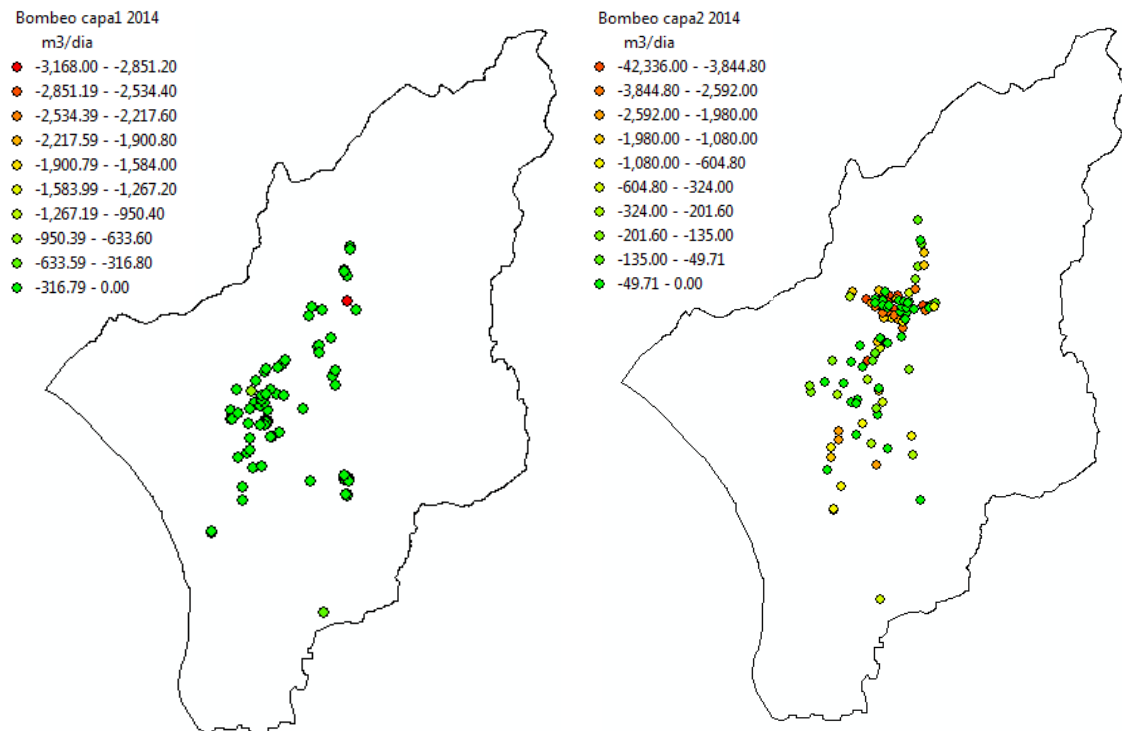 Bombeo capa1 2014
m3/dia
-3,168.00 - -2,851.20
-2,851.19 - -2,534.40
-2,534.39 - -2,217.60
-2,217.59 - -1,900.80
-1,900.79 - -1,584.00
-1,583.99 - -1,267.20
-1,267.19 - -950.40
-950.39 - -633.60
-633.59 - -316.80
-316.79 - 0.00
Bombeo capa2 2014
m3/dia
-42,336.00 - -3,844.80
-3,844.80 - -2,592.00
-2,592.00 - -1,980.00
-1,980.00 - -1,080.00
-1,080.00 - -604.80
-604.80 - -324.00
-324.00 - -201.60
-201.60 - -135.00
-135.00 - -49.71
-49.71 - 0.00